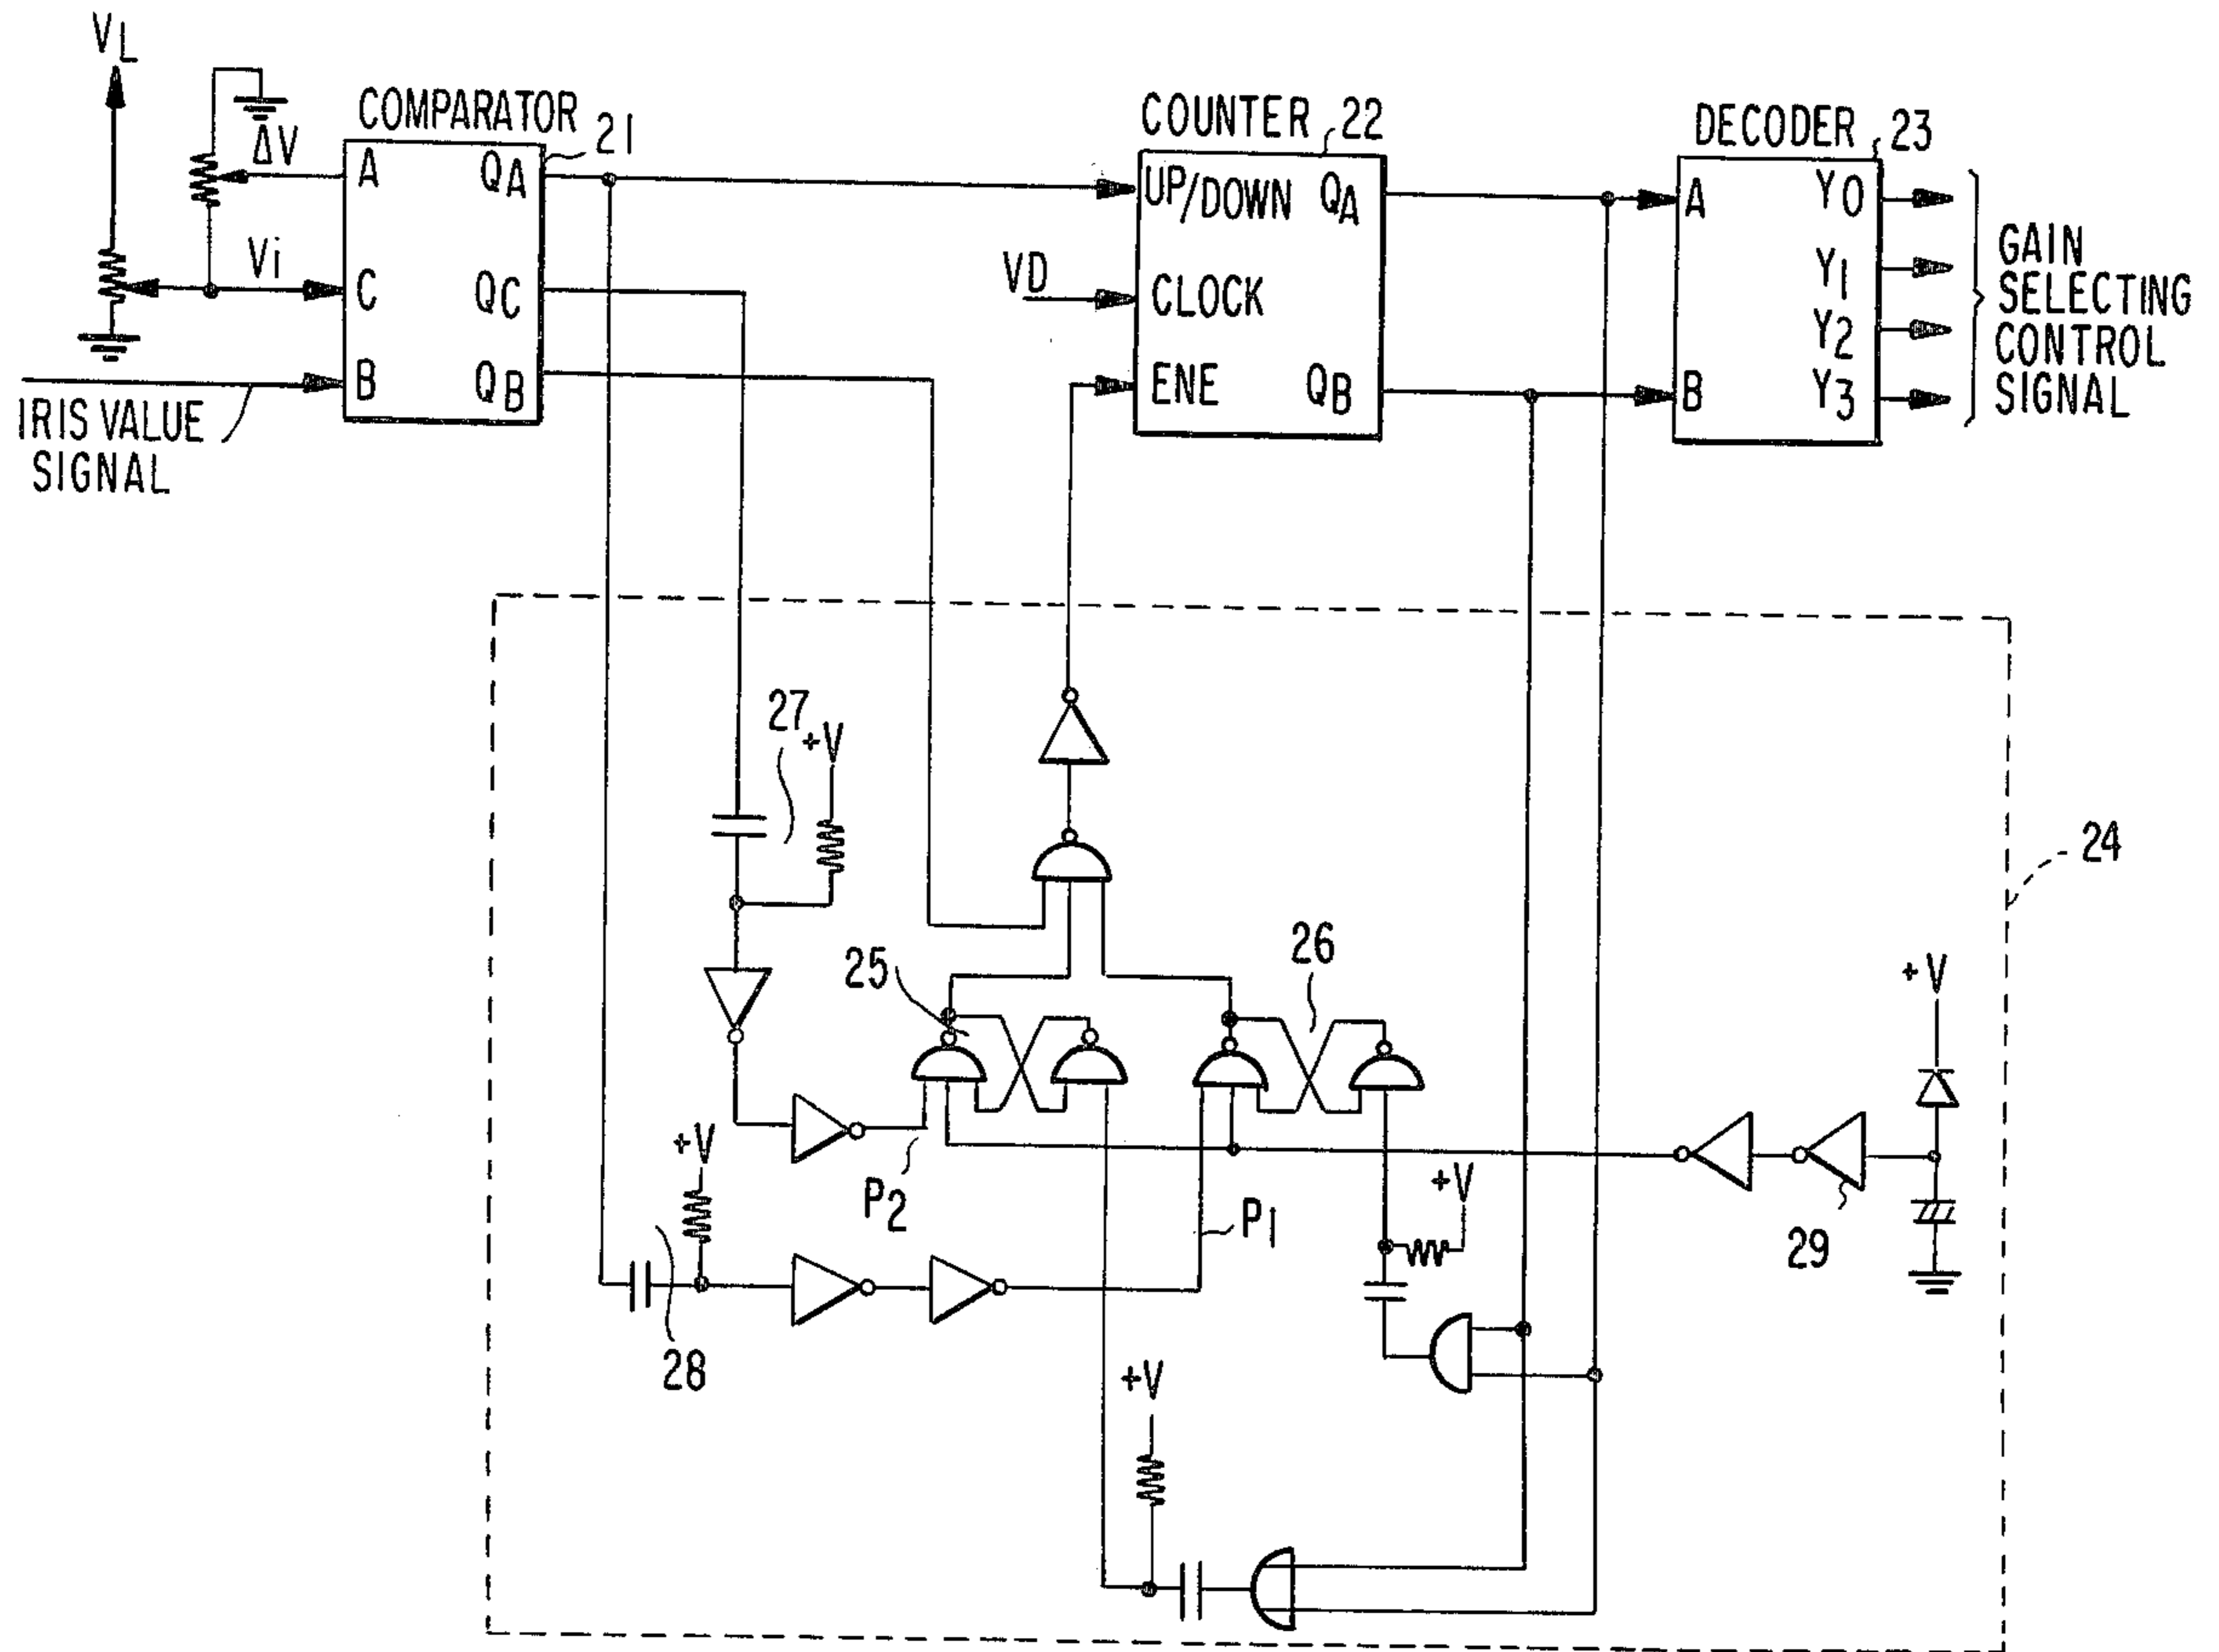 VL
ΔV
Vi
IRIS VALUE
SIGNAL
COMPARATOR 21
A QA
C QC
B QB
COUNTER 22
UP/DOWN QA
VD
CLOCK
ENE QB
DECODER 23
A Y0
Y1
Y2
B Y3
GAIN
SELECTING
CONTROL
SIGNAL
27
+V
24
25
26
+V
+V
P2
P1
+V
29
28
+V